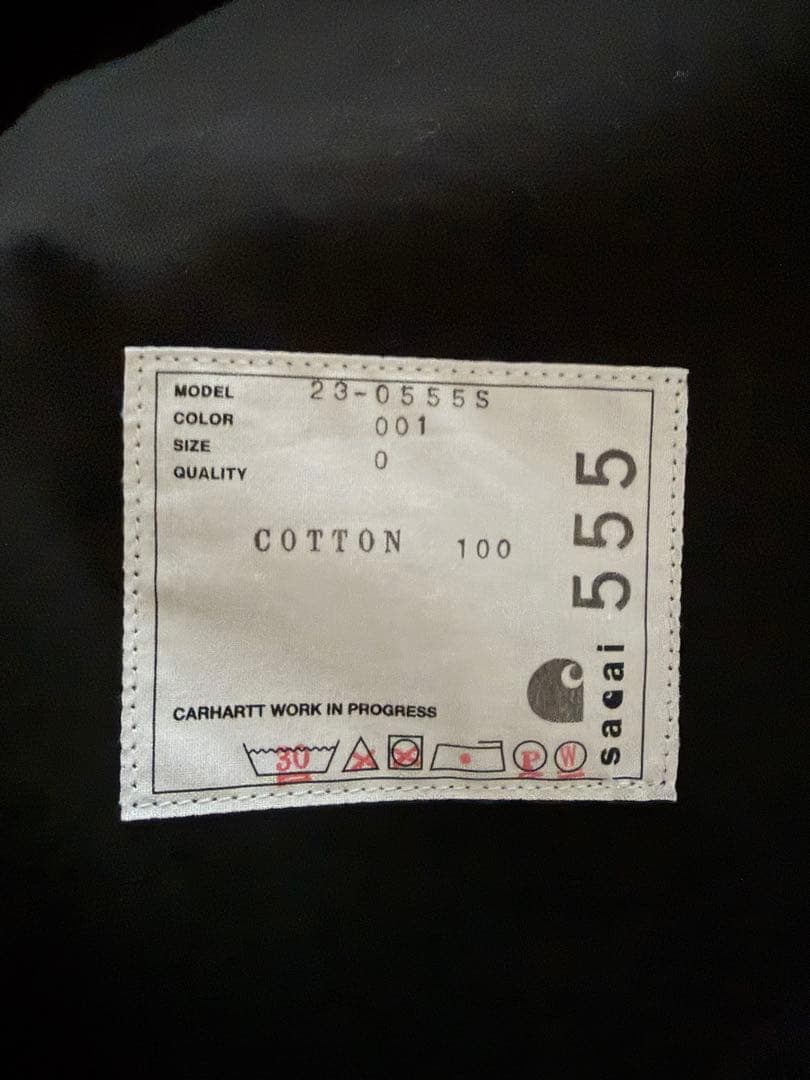 MODEL 23-0555S
COLOR 001
SIZE 0
QUALITY
COTTON 100
CARHARTT WORK IN PROGRESS
30
P
W
sacai 555